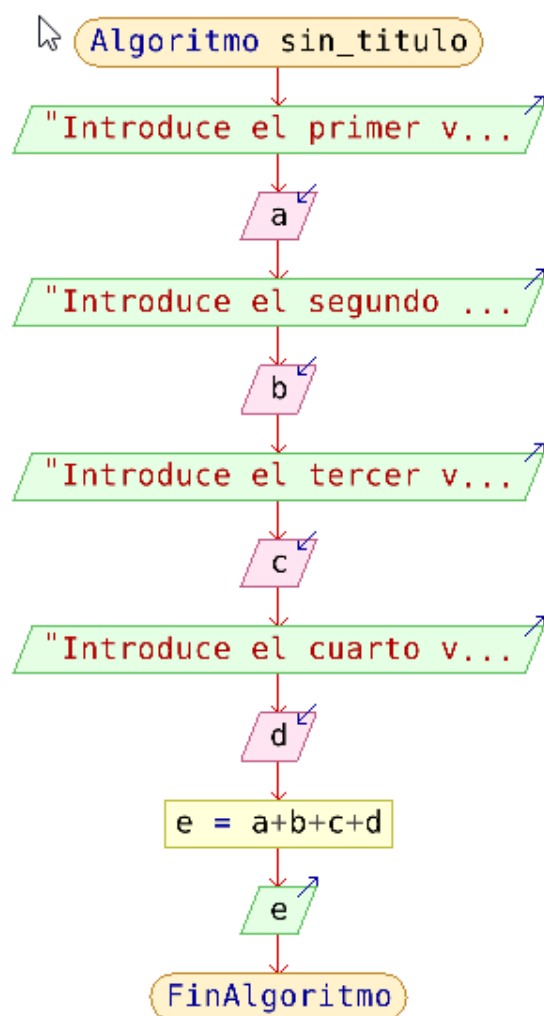 Algoritmo sin_titulo
"Introduce el primer v...
a
"Introduce el segundo ...
b
"Introduce el tercer v...
c
"Introduce el cuarto v...
d
e = a+b+c+d
e
FinAlgoritmo